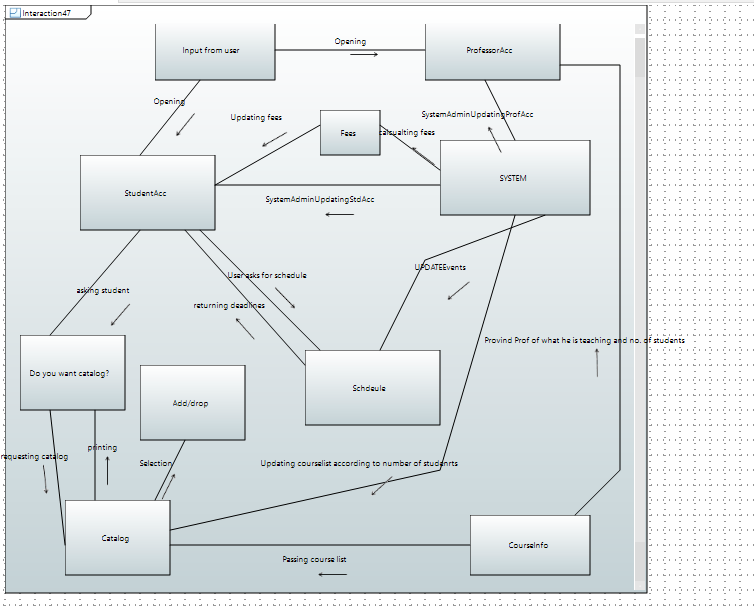 Interaction47
Input from user
Opening
ProfessorAcc
Opening
Updating fees
Fees
calcualting fees
SystemAdminUpdatingProfAcc
StudentAcc
SYSTEM
SystemAdminUpdatingStdAcc
User asks for schedule
UPDATEEvents
asking student
returning deadlines
Provind Prof of what he is teaching and no. of students
Do you want catalog?
Add/drop
Schdeule
requesting catalog
printing
Selection
Updating courselist according to number of studenrts
Catalog
CourseInfo
Passing course list